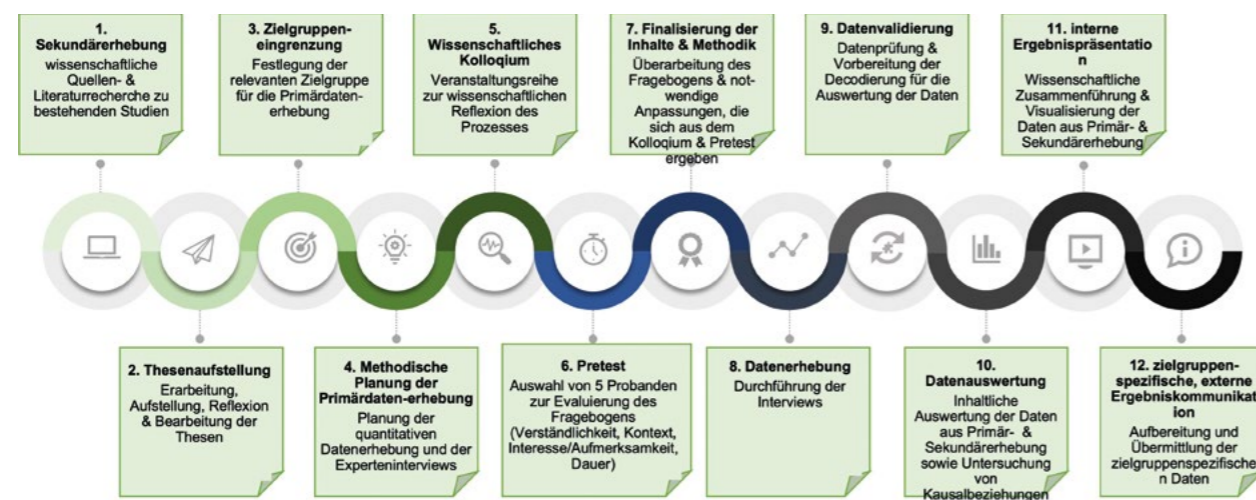 1.
Sekundärerhebung
wissenschaftliche
Quellen- &
Literaturrecherche zu
bestehenden Studien
2. Thesenaufstellung
Erarbeitung,
Aufstellung, Reflexion
& Bearbeitung der
Thesen
3. Zielgruppen-
eingrenzung
Festlegung der
relevanten Zielgruppe
für die Primärdaten-
erhebung
4. Methodische
Planung der
Primärdaten-erhebung
Planung der
quantitativen
Datenerhebung und der
Experteninterviews
5.
Wissenschaftliches
Kolloqium
Veranstaltungsreihe
zur wissenschaftlichen
Reflexion des
Prozesses
6. Pretest
Auswahl von 5 Probanden
zur Evaluierung des
Fragebogens
(Verständlichkeit, Kontext,
Interesse/Aufmerksamkeit,
Dauer)
7. Finalisierung der
Inhalte & Methodik
Überarbeitung des
Fragebogens & not-
wendige
Anpassungen, die
sich aus dem
Kolloqium & Pretest
ergeben
8. Datenerhebung
Durchführung der
Interviews
9. Datenvalidierung
Datenprüfung &
Vorbereitung der
Decodierung für die
Auswertung der Daten
10.
Datenauswertung
Inhaltliche
Auswertung der Daten
aus Primär- &
Sekundärerhebung
sowie Untersuchung
von
Kausalbeziehungen
11. interne
Ergebnispräsentatio
n
Wissenschaftliche
Zusammenführung &
Visualisierung der
Daten aus Primär- &
Sekundärerhebung
12. zielgruppen-
spezifische, externe
Ergebniskommunikat
ion
Aufbereitung und
Übermittlung der
zielgruppenspezifische
n Daten